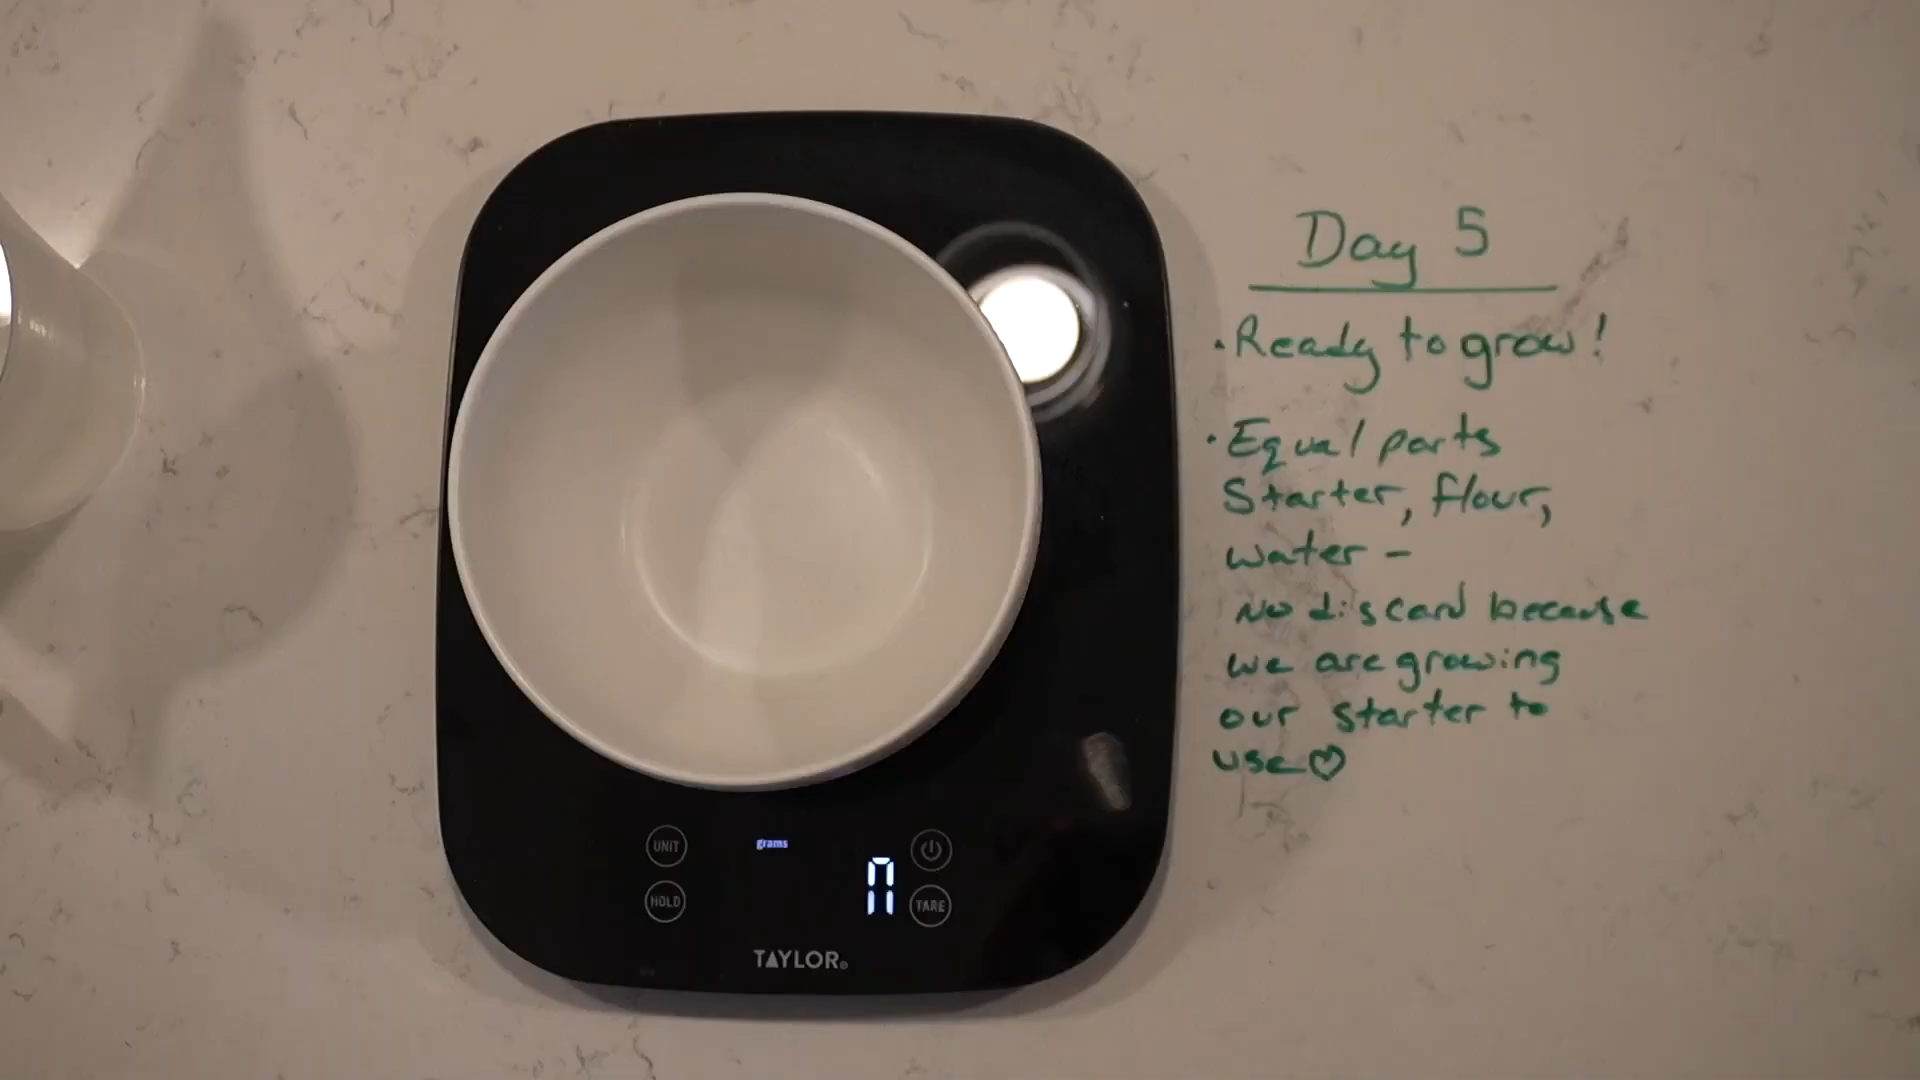 Day 5
• Ready to grow!
• Equal parts
Starter, flour,
water -
No discard because
we are growing
our starter to
use♡
UNIT
grams
HOLD
0
TARE
TAYLOR®